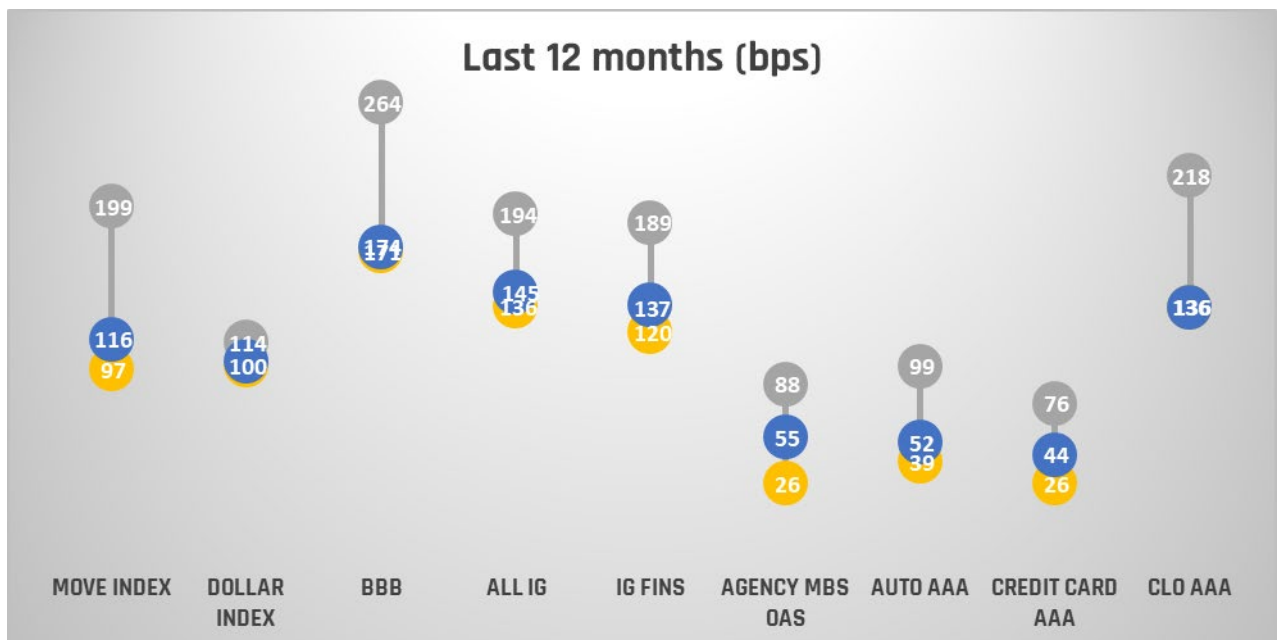 Last 12 months (bps)
264
218
199
194
189
174
171
145
136
137
136
116
120
114
100
97
99
88
76
55
52
44
39
26
26
MOVE INDEX
DOLLAR INDEX
BBB
ALL IG
IG FINS
AGENCY MBS OAS
AUTO AAA
CREDIT CARD AAA
CLO AAA